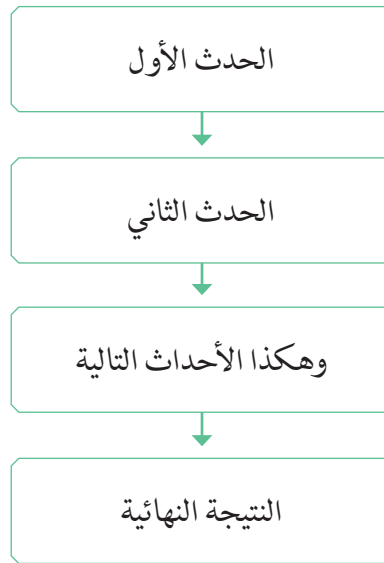 الحدث الأول
الحدث الثاني
وهكذا الأحداث التالية
النتيجة النهائية